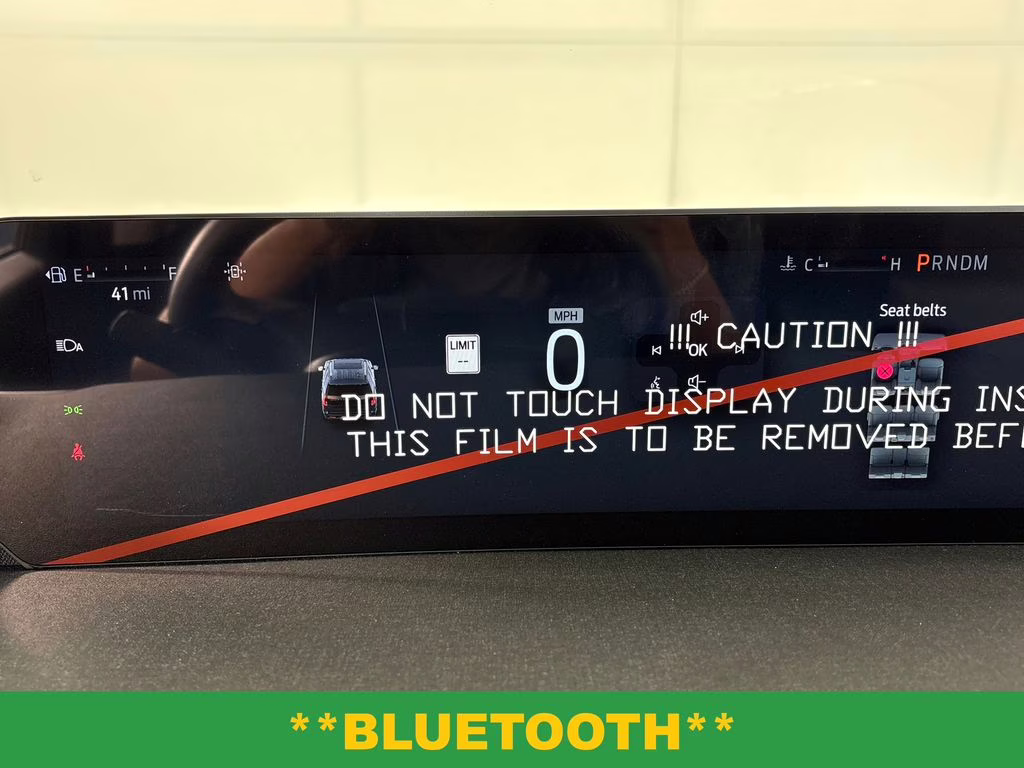 E F
41 mi
C H PRNDM
Seat belts
MPH
0
LIMIT
--
OK
!!! CAUTION !!!
DO NOT TOUCH DISPLAY DURING INS
THIS FILM IS TO BE REMOVED BEF
**BLUETOOTH**